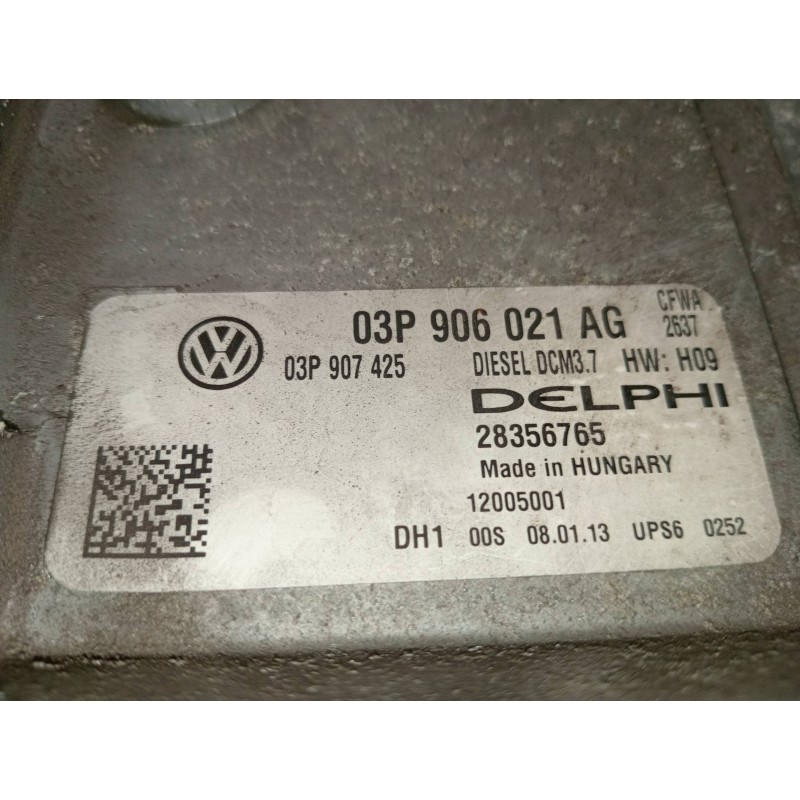 03P 906 021 AG CFWA
2637
03P 907 425 DIESEL DCM3.7 HW: H09
DELPHI
28356765
Made in HUNGARY
12005001
DH1 00S 08.01.13 UPS6 0252